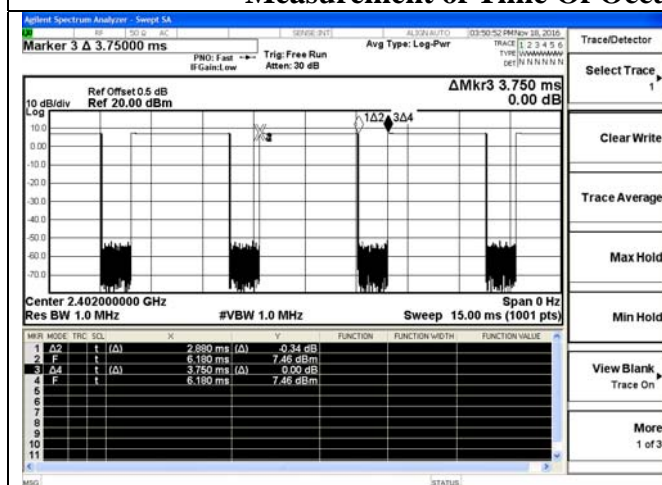 Agilent Spectrum Analyzer - Swept SA
RF 50 Ω AC SENSE:INT ALIGN AUTO 03:50:52 PM Nov 18, 2016
Marker 3 Δ 3.75000 ms
PNO: Fast
IFGain:Low
Trig: Free Run
Atten: 30 dB
Avg Type: Log-Pwr
TRACE 1 2 3 4 5 6
TYPE
DET N N N N N N
Ref Offset 0.5 dB
Ref 20.00 dBm
10 dB/div
Log
ΔMkr3 3.750 ms
0.00 dB
10.0
0.00
-10.0
-20.0
-30.0
-40.0
-50.0
-60.0
-70.0
1Δ2 3Δ4
Center 2.402000000 GHz
Span 0 Hz
Res BW 1.0 MHz
#VBW 1.0 MHz
Sweep 15.00 ms (1001 pts)
MKR MODE TRC SCL X Y FUNCTION FUNCTION WIDTH FUNCTION VALUE
1 Δ2 t (Δ) 2.880 ms (Δ) -0.34 dB
2 F t 6.180 ms 7.46 dBm
3 Δ4 t (Δ) 3.750 ms (Δ) 0.00 dB
4 F t 6.180 ms 7.46 dBm
5
6
7
8
9
10
11
MSG
STATUS
Trace/Detector
Select Trace
1
Clear Write
Trace Average
Max Hold
Min Hold
View Blank
Trace On
More
1 of 3